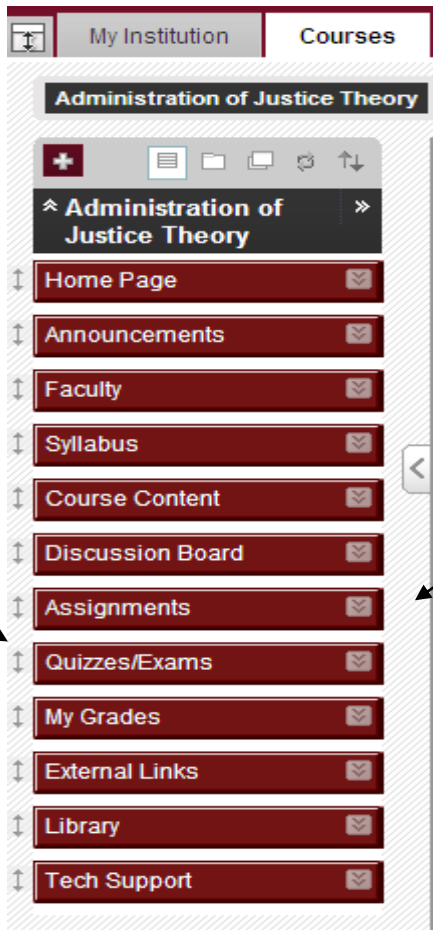 My Institution
Courses
Administration of Justice Theory
Administration of
Justice Theory
Home Page
Announcements
Faculty
Syllabus
Course Content
Discussion Board
Assignments
Quizzes/Exams
My Grades
External Links
Library
Tech Support